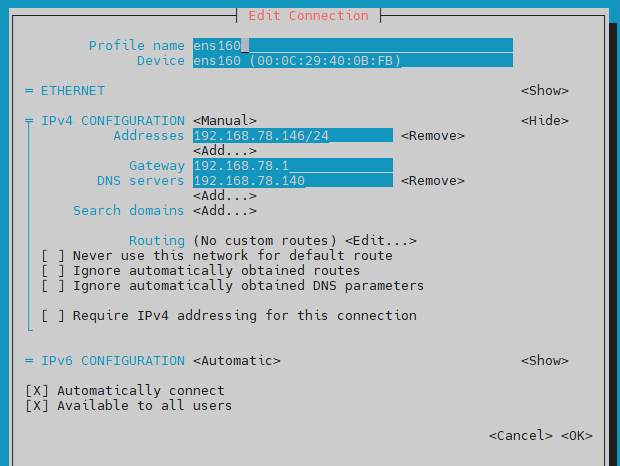 Edit Connection
Profile name ens160
Device ens160 (00:0C:29:40:0B:FB)
= ETHERNET <Show>
= IPv4 CONFIGURATION <Manual> <Hide>
Addresses 192.168.78.146/24 <Remove>
<Add...>
Gateway 192.168.78.1
DNS servers 192.168.78.140 <Remove>
<Add...>
Search domains <Add...>
Routing (No custom routes) <Edit...>
[ ] Never use this network for default route
[ ] Ignore automatically obtained routes
[ ] Ignore automatically obtained DNS parameters
[ ] Require IPv4 addressing for this connection
= IPv6 CONFIGURATION <Automatic> <Show>
[X] Automatically connect
[X] Available to all users
<Cancel> <OK>